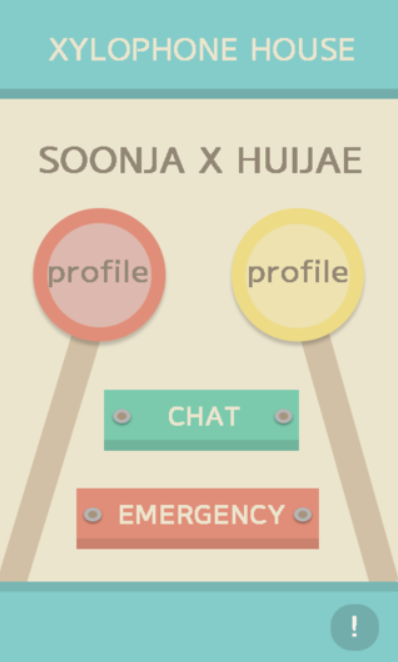 XYLOPHONE HOUSE
SOONJA X HUIJAE
profile profile
CHAT
EMERGENCY
!